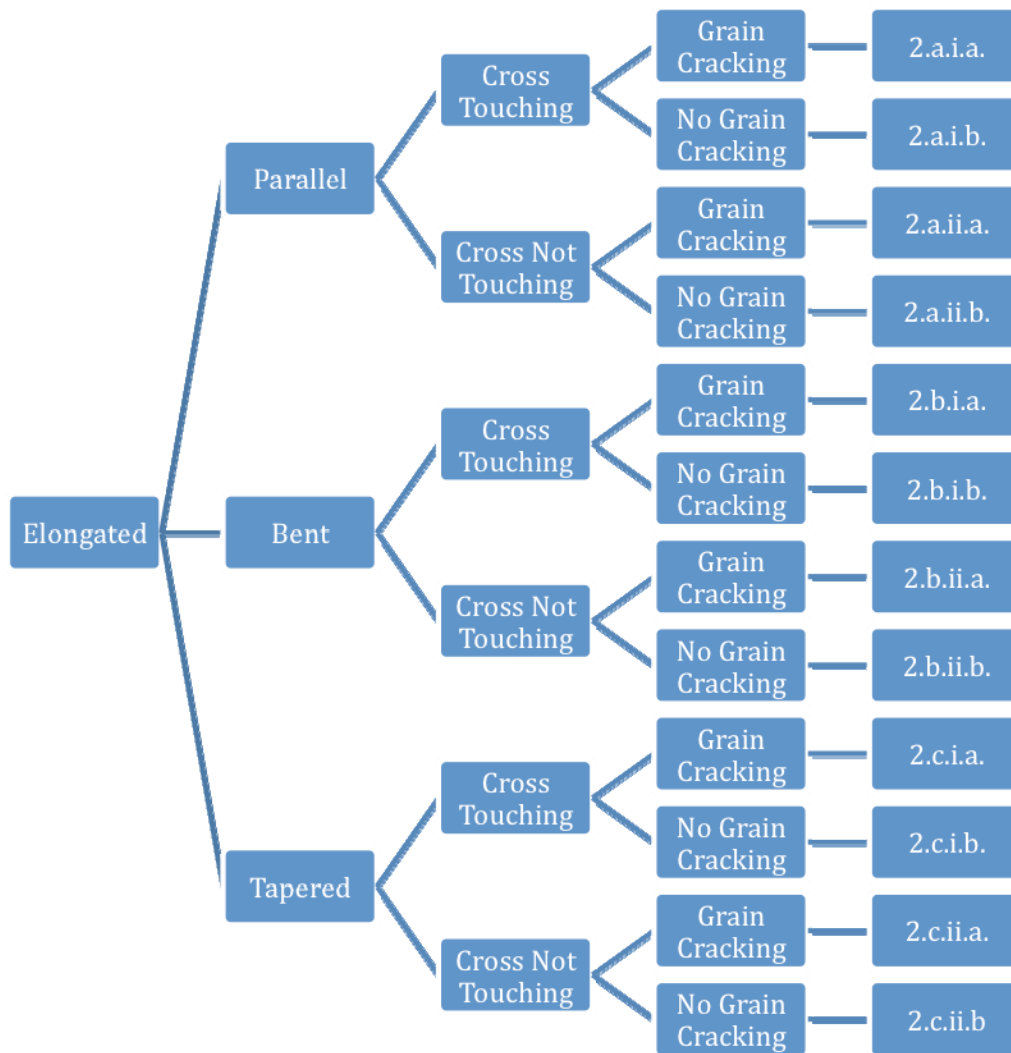 Elongated
Parallel
Cross
Touching
Grain
Cracking
2.a.i.a.
No Grain
Cracking
2.a.i.b.
Cross Not
Touching
Grain
Cracking
2.a.ii.a.
No Grain
Cracking
2.a.ii.b.
Bent
Cross
Touching
Grain
Cracking
2.b.i.a.
No Grain
Cracking
2.b.i.b.
Cross Not
Touching
Grain
Cracking
2.b.ii.a.
No Grain
Cracking
2.b.ii.b.
Tapered
Cross
Touching
Grain
Cracking
2.c.i.a.
No Grain
Cracking
2.c.i.b.
Cross Not
Touching
Grain
Cracking
2.c.ii.a.
No Grain
Cracking
2.c.ii.b